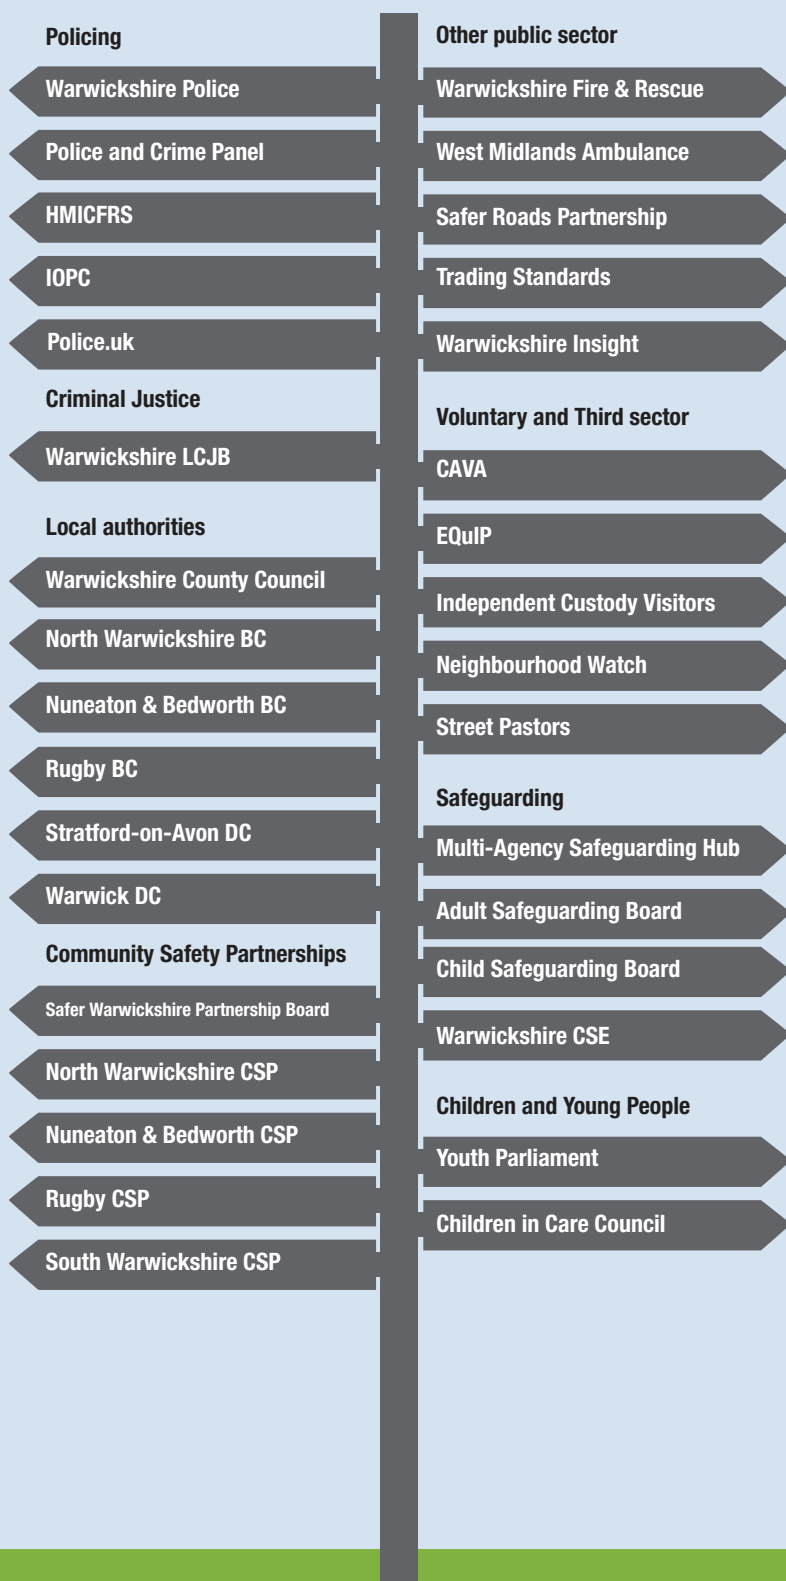 Policing
Warwickshire Police
Police and Crime Panel
HMICFRS
IOPC
Police.uk
Criminal Justice
Warwickshire LCJB
Local authorities
Warwickshire County Council
North Warwickshire BC
Nuneaton & Bedworth BC
Rugby BC
Stratford-on-Avon DC
Warwick DC
Community Safety Partnerships
Safer Warwickshire Partnership Board
North Warwickshire CSP
Nuneaton & Bedworth CSP
Rugby CSP
South Warwickshire CSP
Other public sector
Warwickshire Fire & Rescue
West Midlands Ambulance
Safer Roads Partnership
Trading Standards
Warwickshire Insight
Voluntary and Third sector
CAVA
EQuIP
Independent Custody Visitors
Neighbourhood Watch
Street Pastors
Safeguarding
Multi-Agency Safeguarding Hub
Adult Safeguarding Board
Child Safeguarding Board
Warwickshire CSE
Children and Young People
Youth Parliament
Children in Care Council